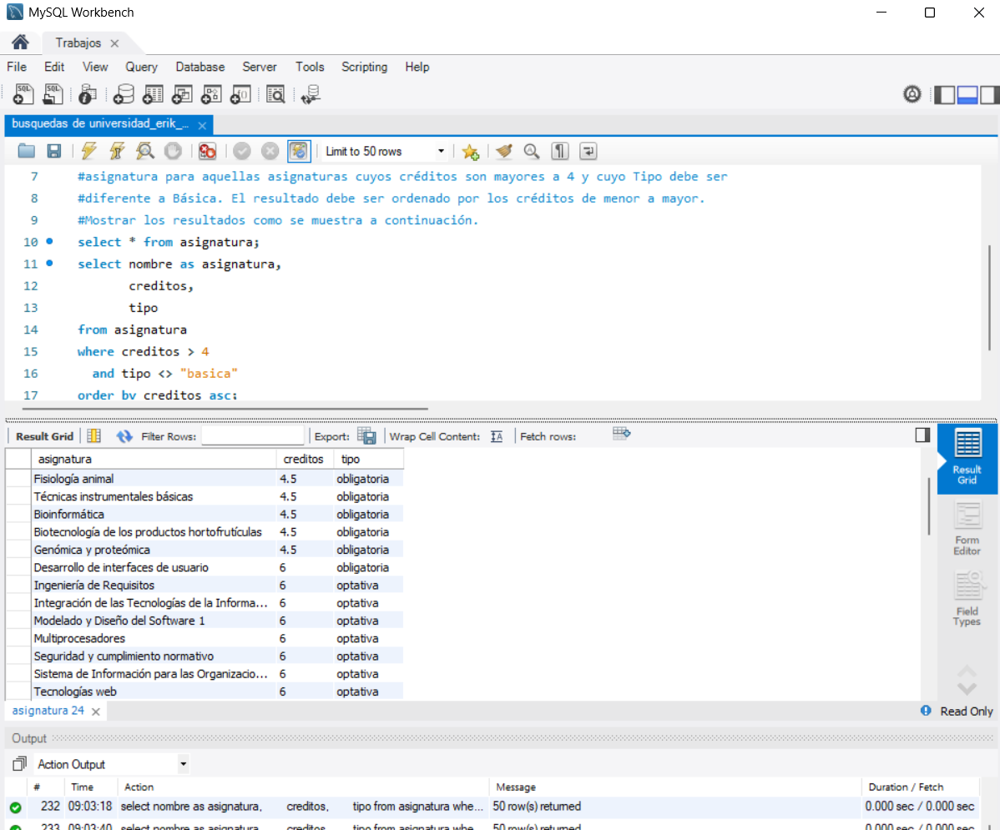 MySQL Workbench
Trabajos
File Edit View Query Database Server Tools Scripting Help
busquedas de universidad_erik_...
Limit to 50 rows
7 #asignatura para aquellas asignaturas cuyos créditos son mayores a 4 y cuyo Tipo debe ser
8 #diferente a Básica. El resultado debe ser ordenado por los créditos de menor a mayor.
9 #Mostrar los resultados como se muestra a continuación.
10 select * from asignatura;
11 select nombre as asignatura,
12 creditos,
13 tipo
14 from asignatura
15 where creditos > 4
16 and tipo <> "basica"
17 order by creditos asc;
Result Grid Filter Rows: Export: Wrap Cell Content: Fetch rows:
asignatura creditos tipo
Fisiología animal 4.5 obligatoria
Técnicas instrumentales básicas 4.5 obligatoria
Bioinformática 4.5 obligatoria
Biotecnología de los productos hortofrutículas 4.5 obligatoria
Genómica y proteómica 4.5 obligatoria
Desarrollo de interfaces de usuario 6 obligatoria
Ingeniería de Requisitos 6 optativa
Integración de las Tecnologías de la Informa... 6 optativa
Modelado y Diseño del Software 1 6 optativa
Multiprocesadores 6 optativa
Seguridad y cumplimiento normativo 6 optativa
Sistema de Información para las Organizacio... 6 optativa
Tecnologías web 6 optativa
Result
Grid
Form
Editor
Field
Types
asignatura 24
Read Only
Output
Action Output
# Time Action Message Duration / Fetch
232 09:03:18 select nombre as asignatura, creditos, tipo from asignatura whe... 50 row(s) returned 0.000 sec / 0.000 sec
233 09:03:40 select nombre as asignatura, creditos, tipo from asignatura whe... 50 row(s) returned 0.000 sec / 0.000 sec